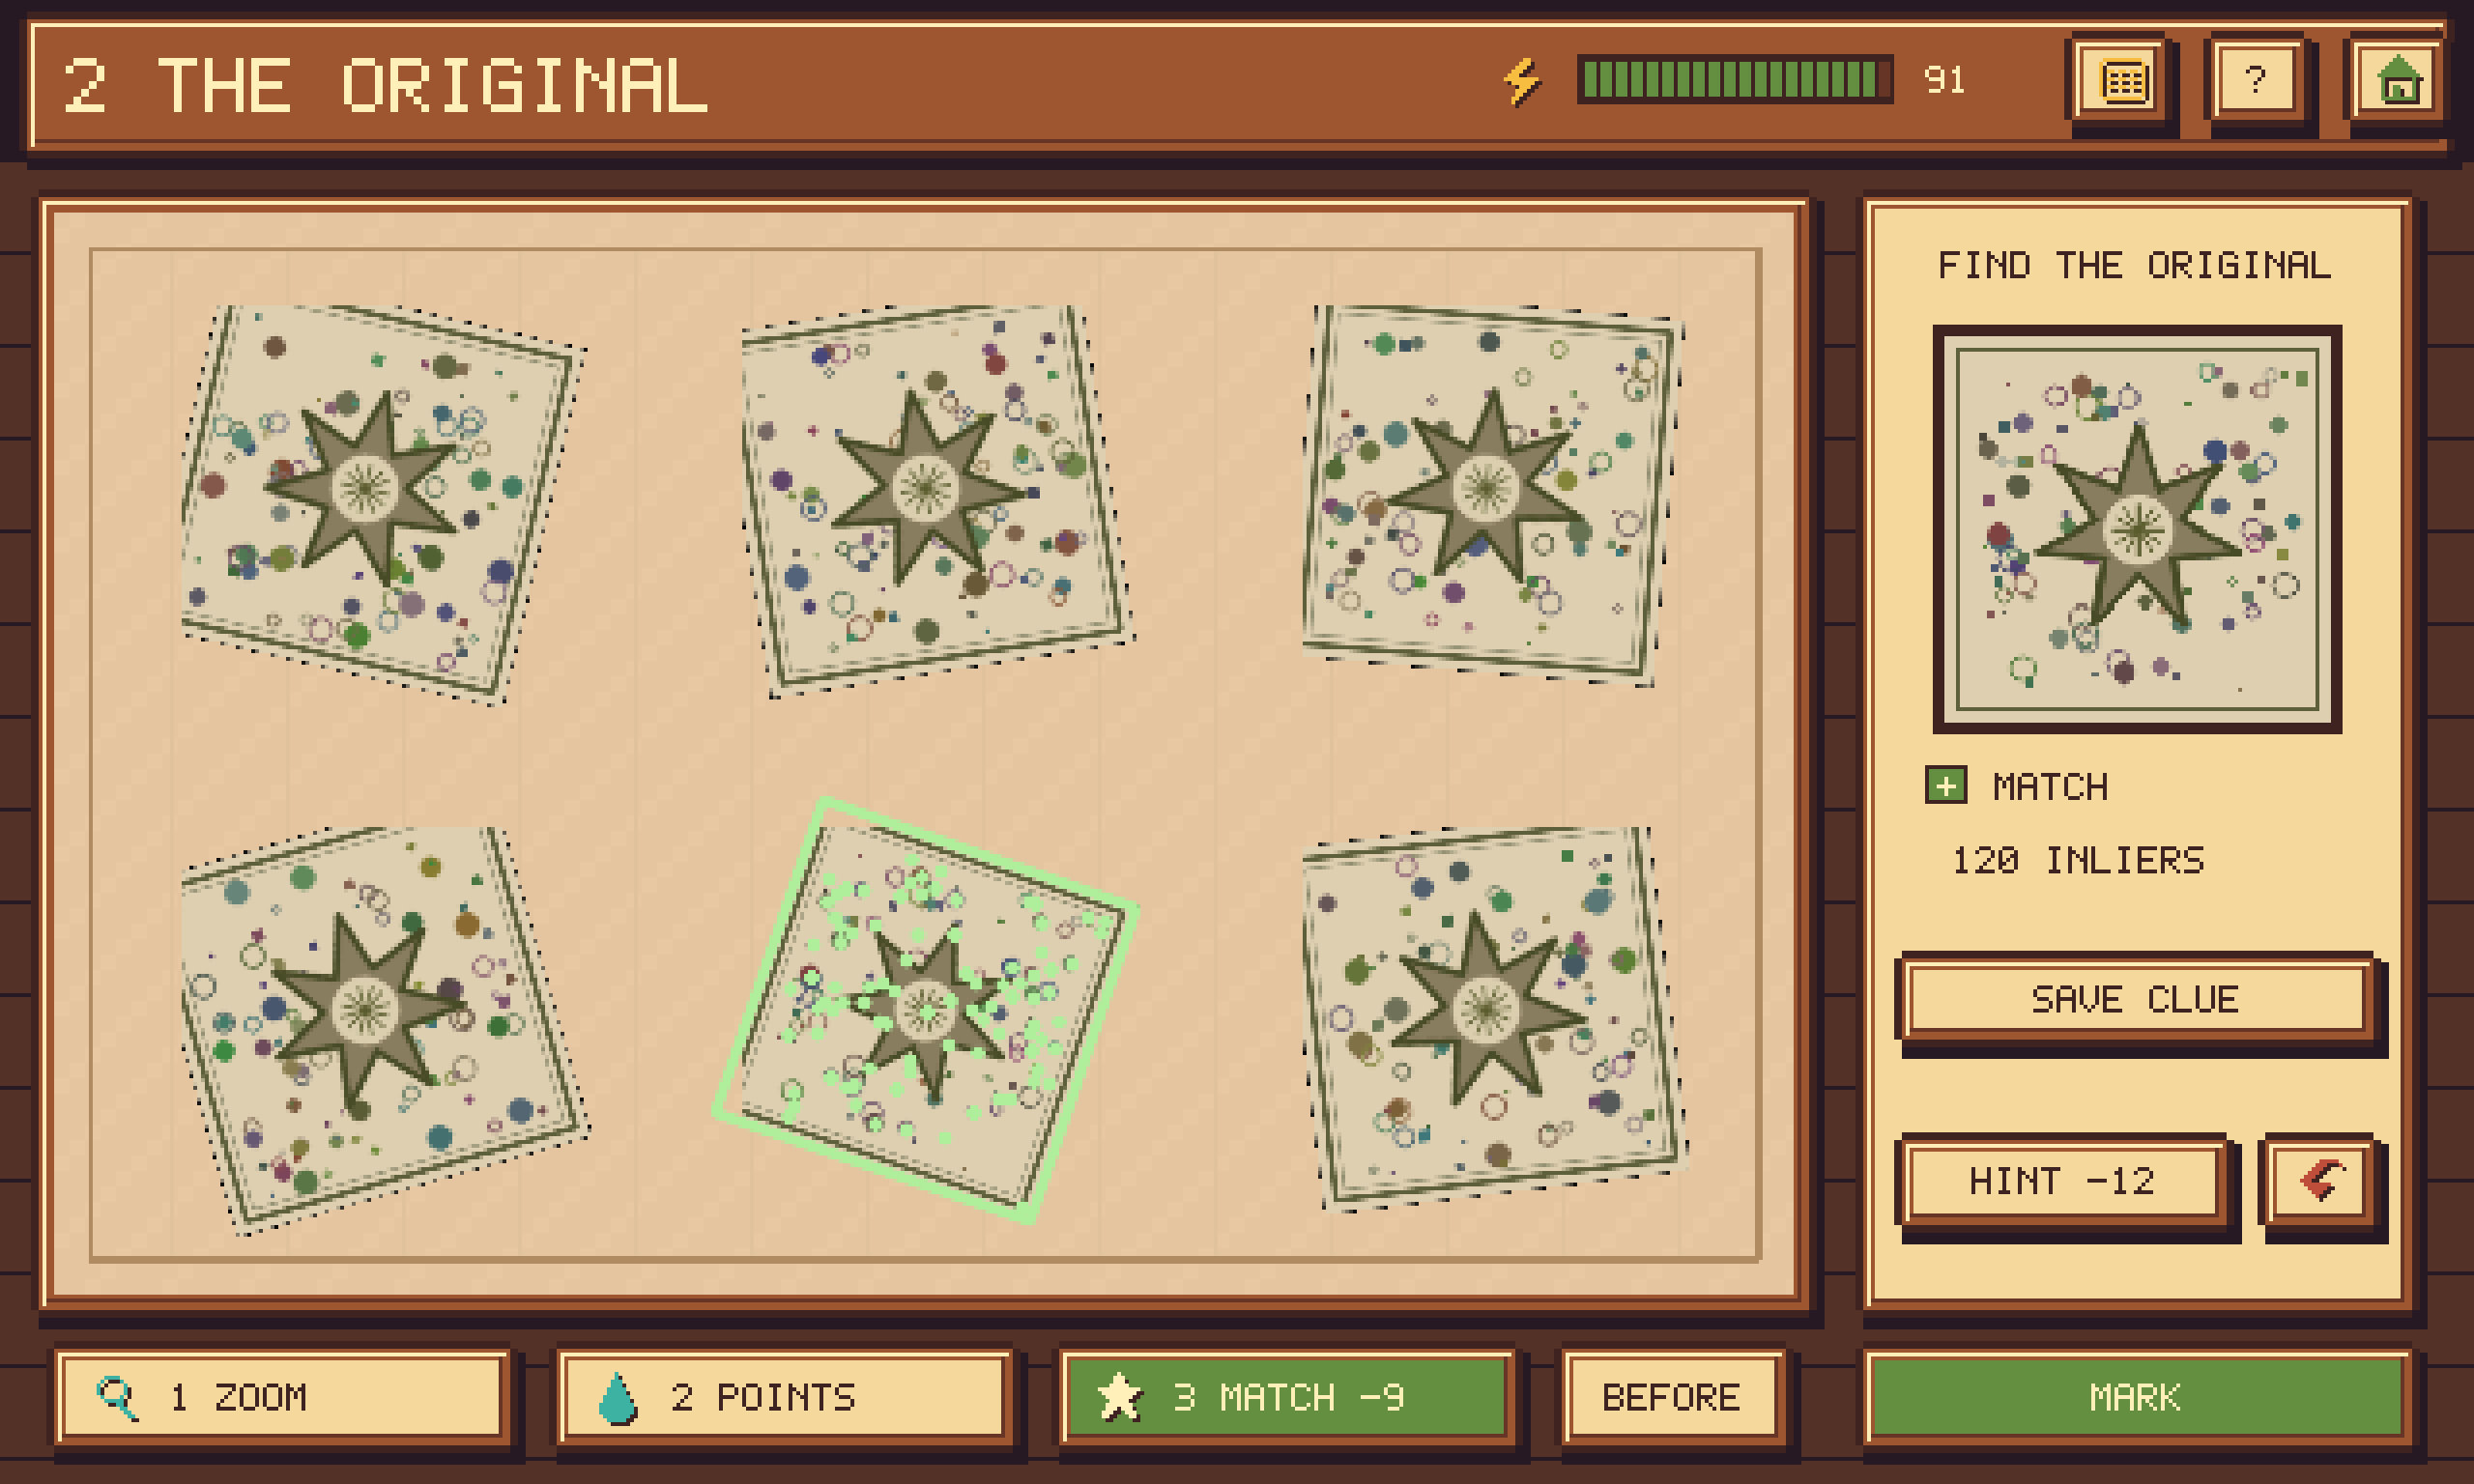 2 THE ORIGINAL
91
?
FIND THE ORIGINAL
+ MATCH
120 INLIERS
SAVE CLUE
HINT -12
1 ZOOM
2 POINTS
3 MATCH -9
BEFORE
MARK